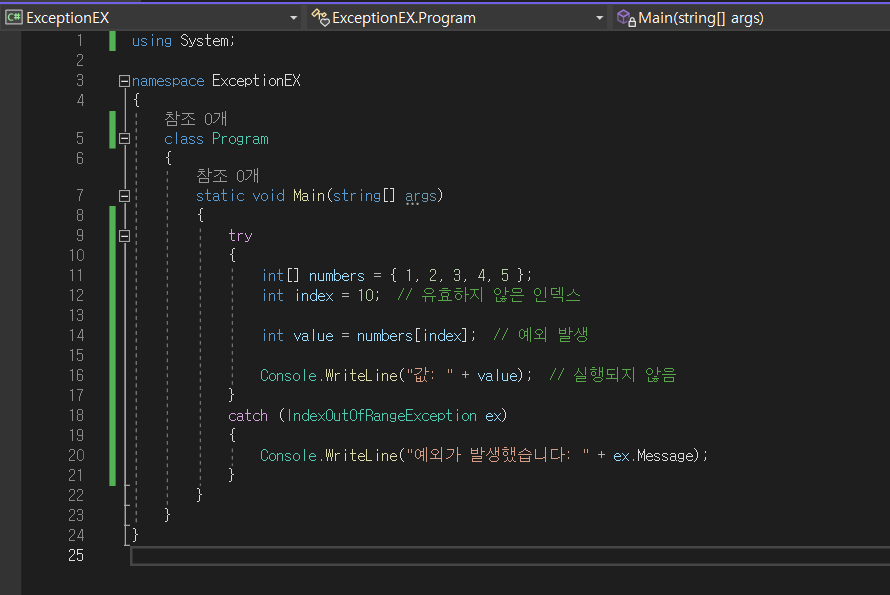 C# ExceptionEX ExceptionEX.Program Main(string[] args)
1 using System;
2
3 namespace ExceptionEX
4 {
참조 0개
5 class Program
6 {
참조 0개
7 static void Main(string[] args)
8 {
9 try
10 {
11 int[] numbers = { 1, 2, 3, 4, 5 };
12 int index = 10; // 유효하지 않은 인덱스
13
14 int value = numbers[index]; // 예외 발생
15
16 Console.WriteLine("값: " + value); // 실행되지 않음
17 }
18 catch (IndexOutOfRangeException ex)
19 {
20 Console.WriteLine("예외가 발생했습니다: " + ex.Message);
21 }
22 }
23 }
24 }
25